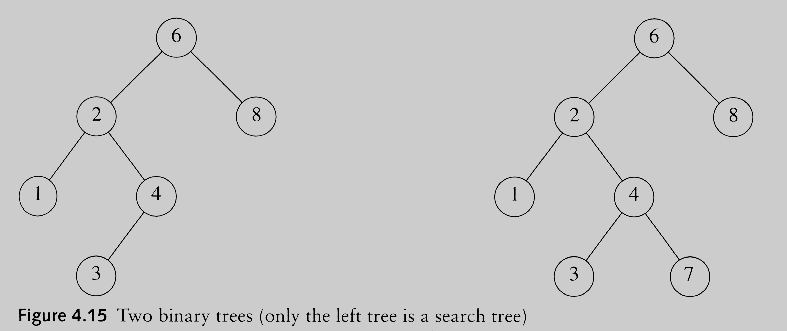 6 6
2 8 2 8
1 4 1 4
3 3 7
Figure 4.15 Two binary trees (only the left tree is a search tree)